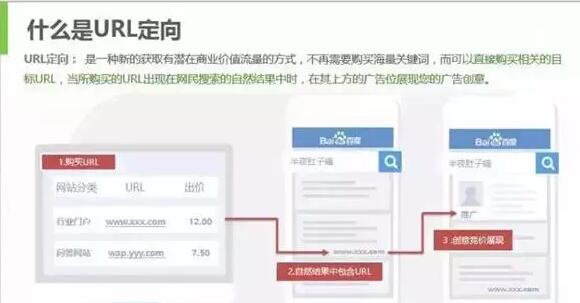 什么是URL定向
URL定向： 是一种新的获取有潜在商业价值流量的方式，不再需要购买海量关键词，而可以直接购买相关的目
标URL，当所购买的URL出现在网民搜索的自然结果中时，在其上方的广告位展现您的广告创意。
1.购买URL
网站分类 URL 出价
行业门户 www.xxx.com 12.00
问答网站 wap.yyy.com 7.50
Bai百度
半夜肚子痛
www.xxx.com
2.自然结果中包含URL
Bai百度
半夜肚子痛
推广
3 .创意竞价展现